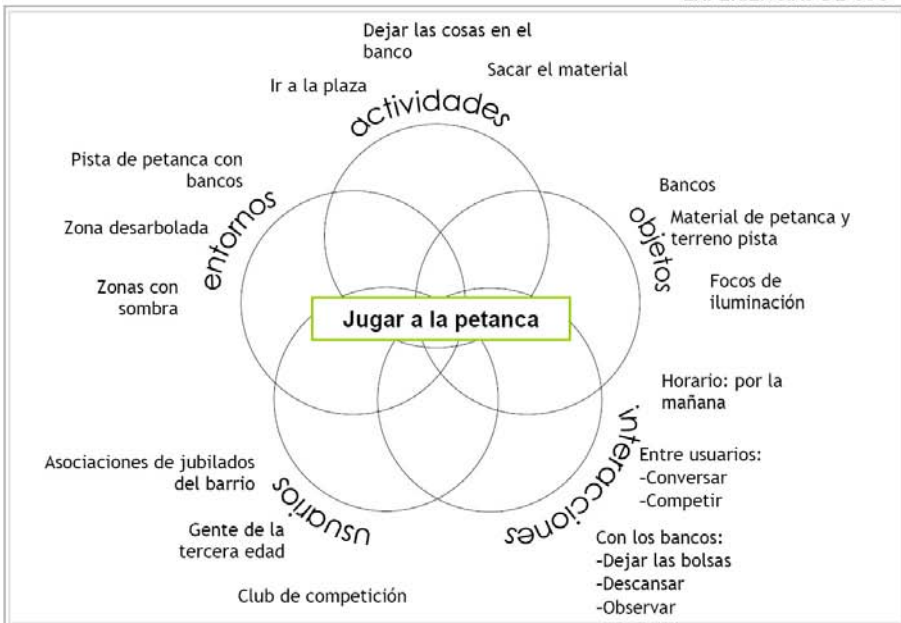 Dejar las cosas en el
banco
Sacar el material
Ir a la plaza
actividades
Pista de petanca con
bancos
Zona desarbolada
Zonas con
sombra
entornos
Bancos
Material de petanca y
terreno pista
Focos de
iluminación
objetos
Jugar a la petanca
Horario: por la
mañana
Entre usuarios:
-Conversar
-Competir
Con los bancos:
-Dejar las bolsas
-Descansar
-Observar
interacciones
Asociaciones de jubilados
del barrio
Gente de la
tercera edad
Club de competición
usuarios